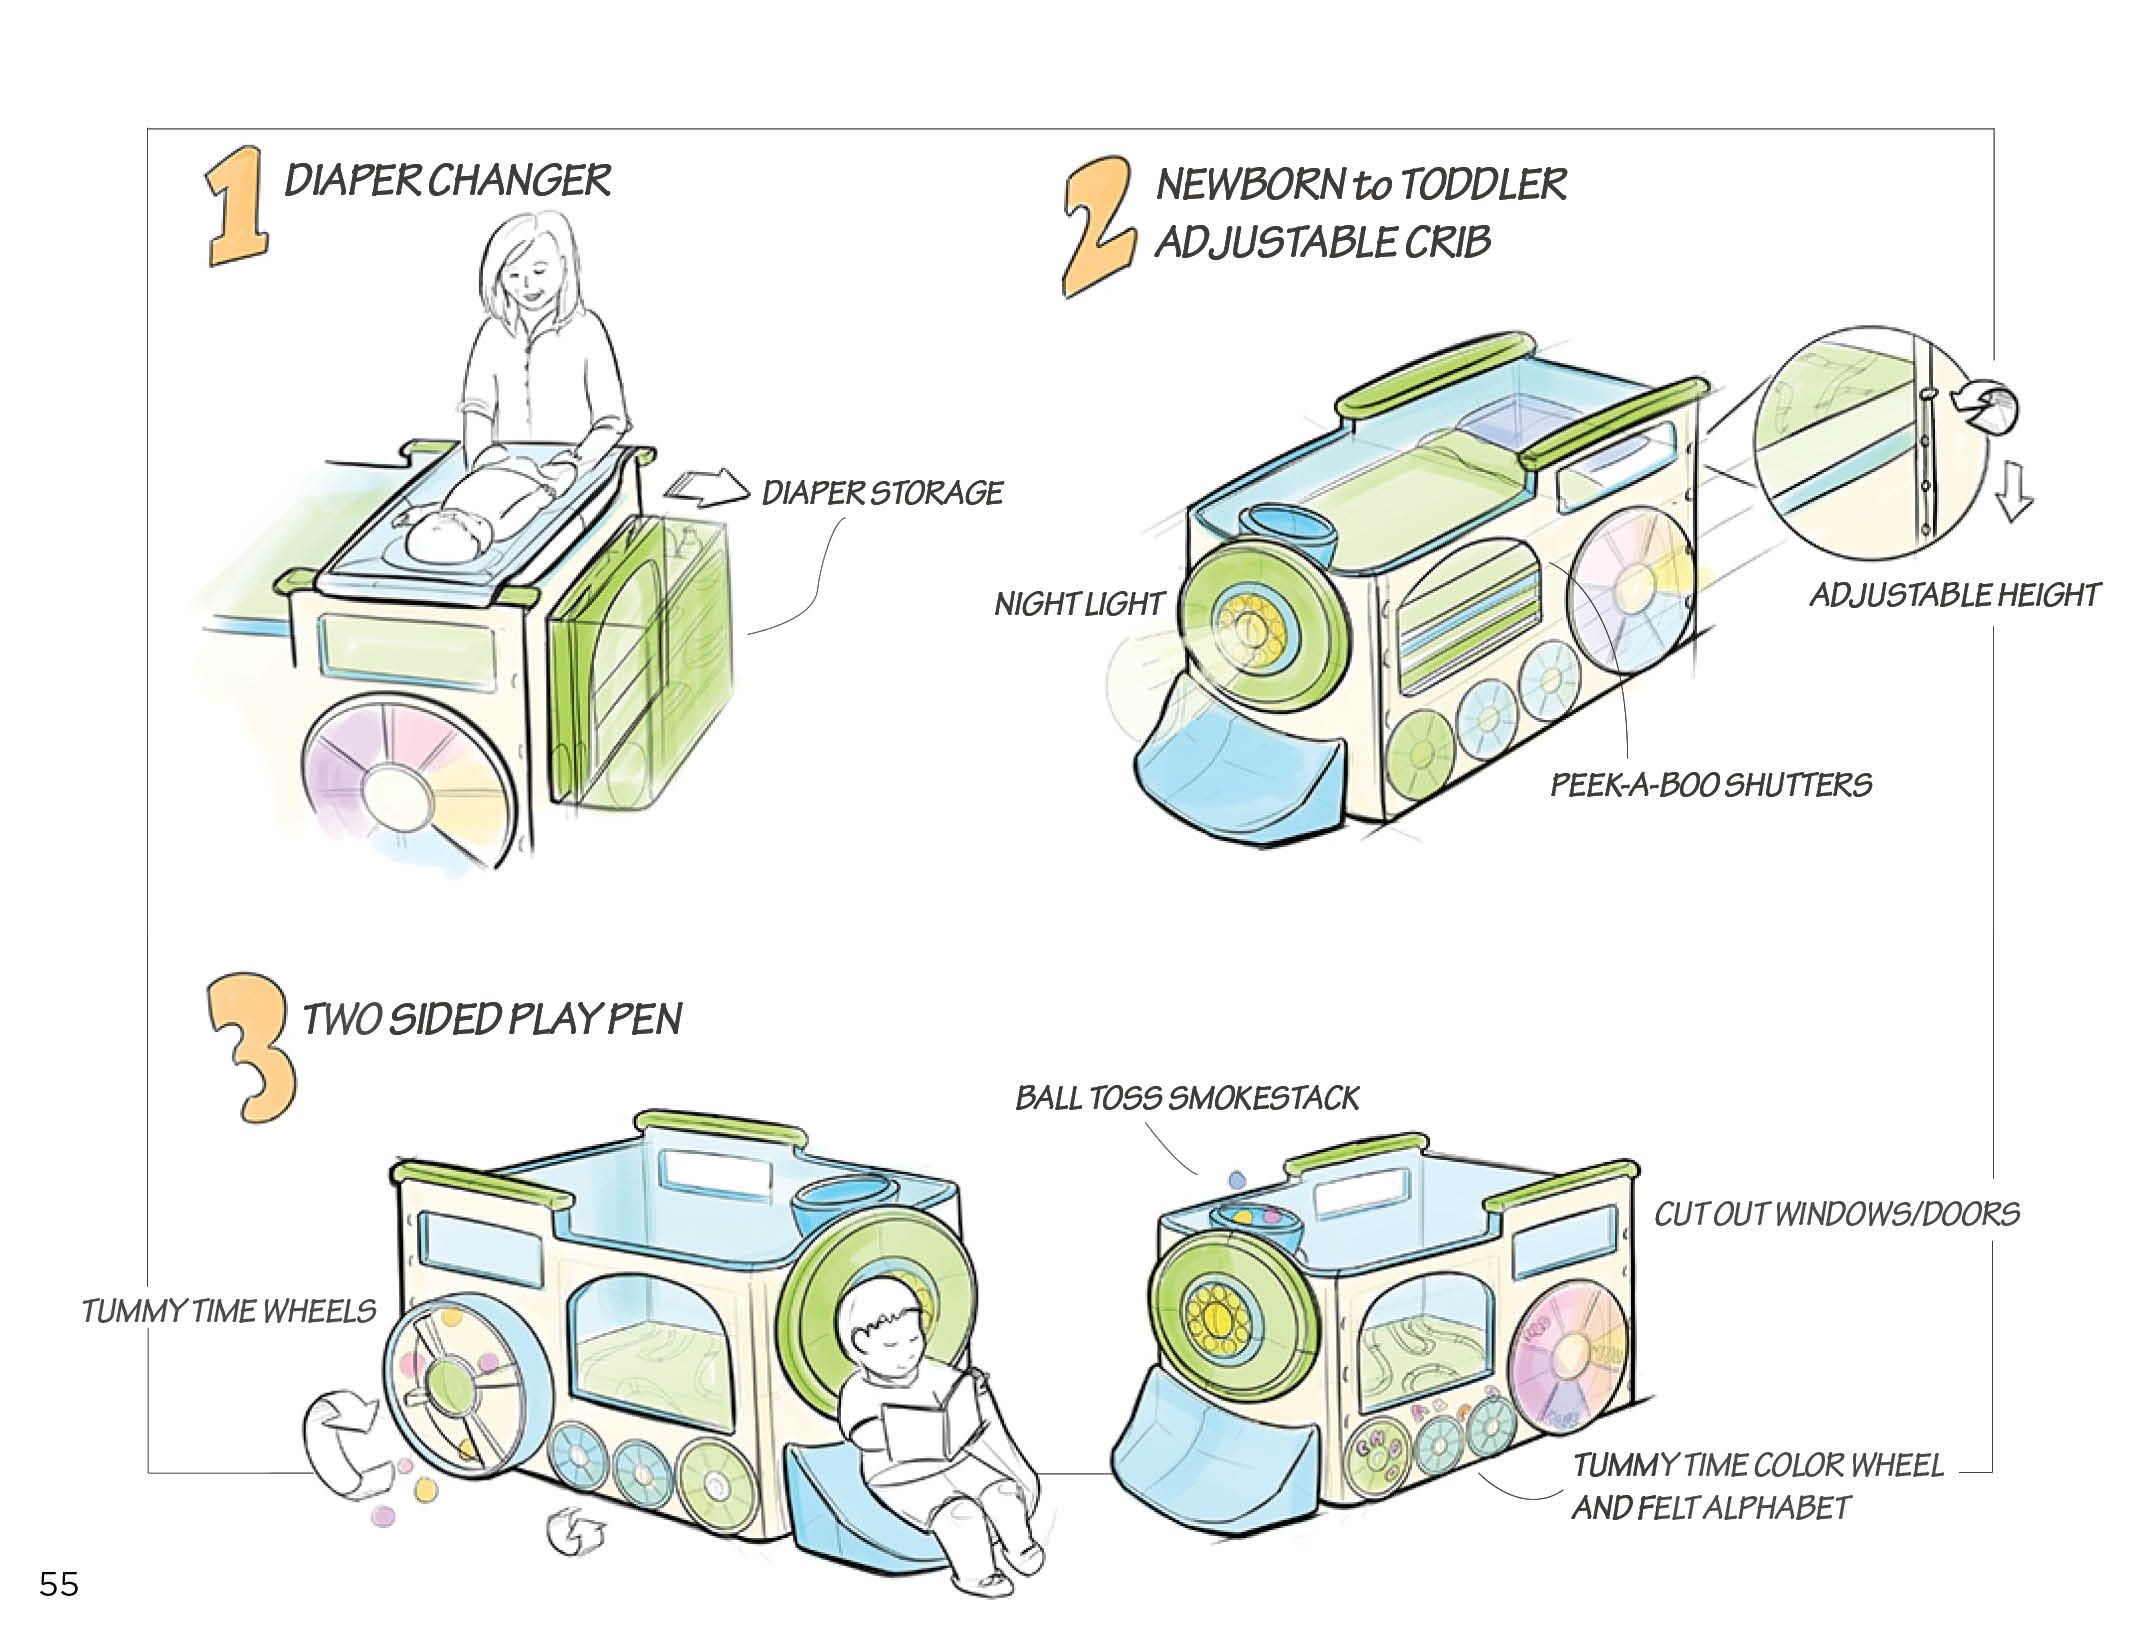 1 DIAPER CHANGER
DIAPER STORAGE
2 NEWBORN to TODDLER
ADJUSTABLE CRIB
NIGHT LIGHT
ADJUSTABLE HEIGHT
PEEK-A-BOO SHUTTERS
3 TWO SIDED PLAY PEN
BALL TOSS SMOKESTACK
CUT OUT WINDOWS/DOORS
TUMMY TIME WHEELS
TUMMY TIME COLOR WHEEL
AND FELT ALPHABET
55